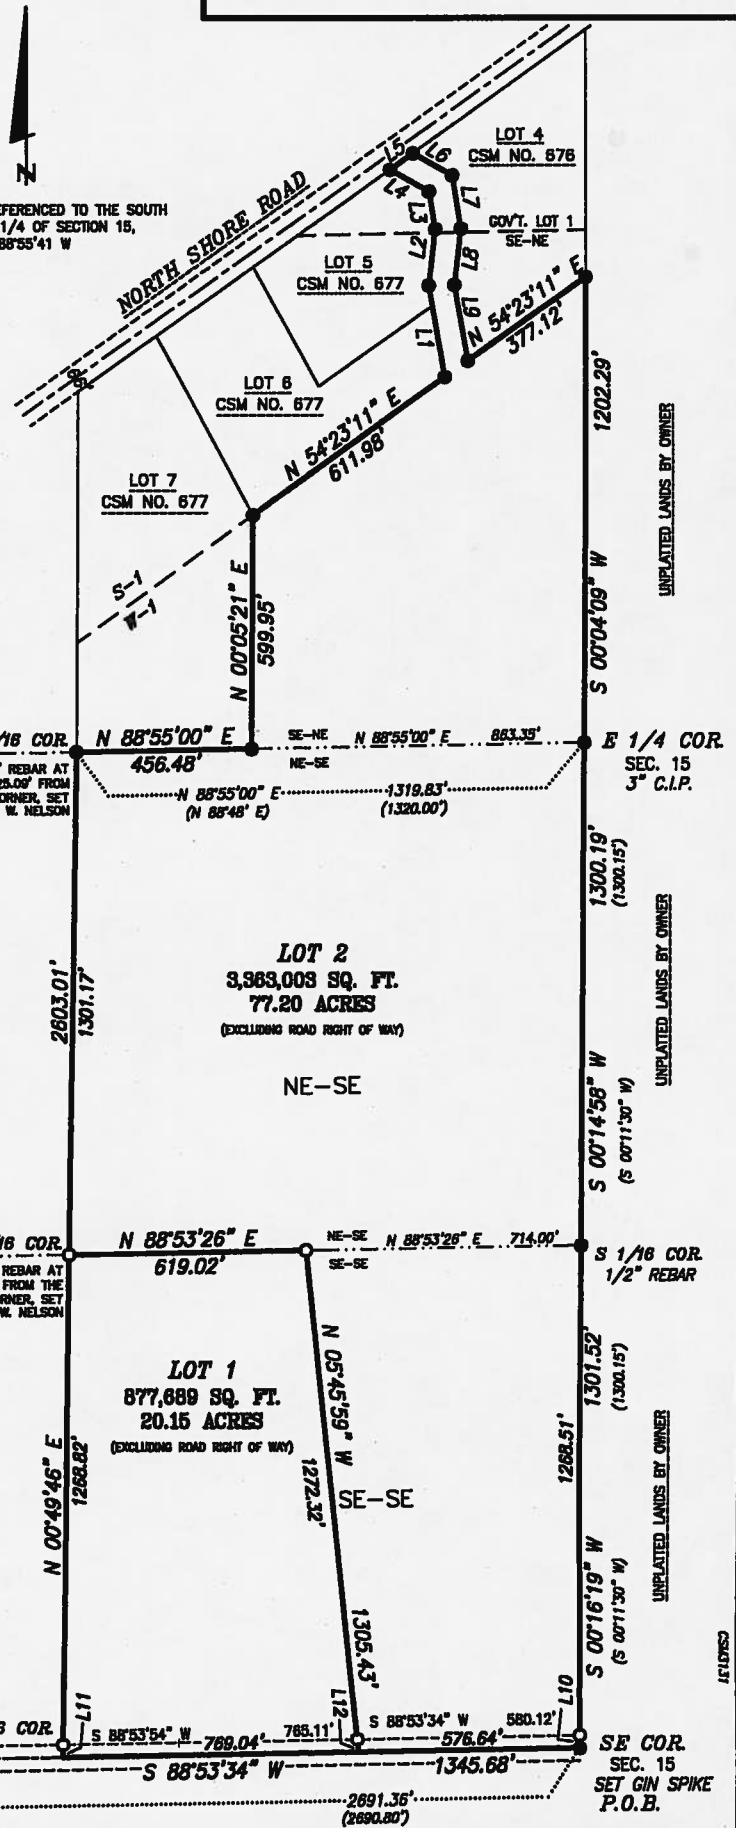 N
EFERENCED TO THE SOUTH
1/4 OF SECTION 15,
88°55'41 W
NORTH SHORE ROAD
66'
LOT 4
CSM NO. 676
L5
L6
L4
L7
L3
GOV'T. LOT 1
SE-NE
L2
L8
LOT 5
CSM NO. 677
L9
L1
N 54°23'11" E
377.12'
LOT 6
CSM NO. 677
N 54°23'11" E
611.98'
LOT 7
CSM NO. 677
S-1
W-1
1202.29'
UNPLATTED LANDS BY OWNER
S 00°04'09" W
N 00°05'21" E
599.95'
/16 COR.
N 88°55'00" E
456.48'
SE-NE
NE-SE
N 88°55'00" E
863.35'
E 1/4 COR.
SEC. 15
3" C.I.P.
REBAR AT
25.09' FROM
ORNER, SET
W. NELSON
N 88°55'00" E
(N 88°48' E)
1319.83'
(1320.00')
1300.19'
(1300.15')
UNPLATTED LANDS BY OWNER
2603.01'
1301.17'
LOT 2
3,363,003 SQ. FT.
77.20 ACRES
(EXCLUDING ROAD RIGHT OF WAY)
NE-SE
S 00°14'58" W
(S 00°11'30" W)
/16 COR.
N 88°53'26" E
619.02'
NE-SE
SE-SE
N 88°53'26" E
714.00'
S 1/16 COR.
1/2" REBAR
REBAR AT
FROM THE
RNER, SET
W. NELSON
LOT 1
877,689 SQ. FT.
20.15 ACRES
(EXCLUDING ROAD RIGHT OF WAY)
N 05°45'59" W
1272.32'
1305.43'
SE-SE
1301.52'
(1300.15')
1268.51'
UNPLATTED LANDS BY OWNER
S 00°16'19" W
(S 00°11'30" W)
N 00°49'46" E
1268.82'
L11
L12
L10
COR.
S 88°53'54" W
769.04'
765.11'
S 88°53'34" W
576.64'
580.12'
S 88°53'34" W
1345.68'
SE COR.
SEC. 15
SET GIN SPIKE
P.O.B.
2691.36'
(2690.80')